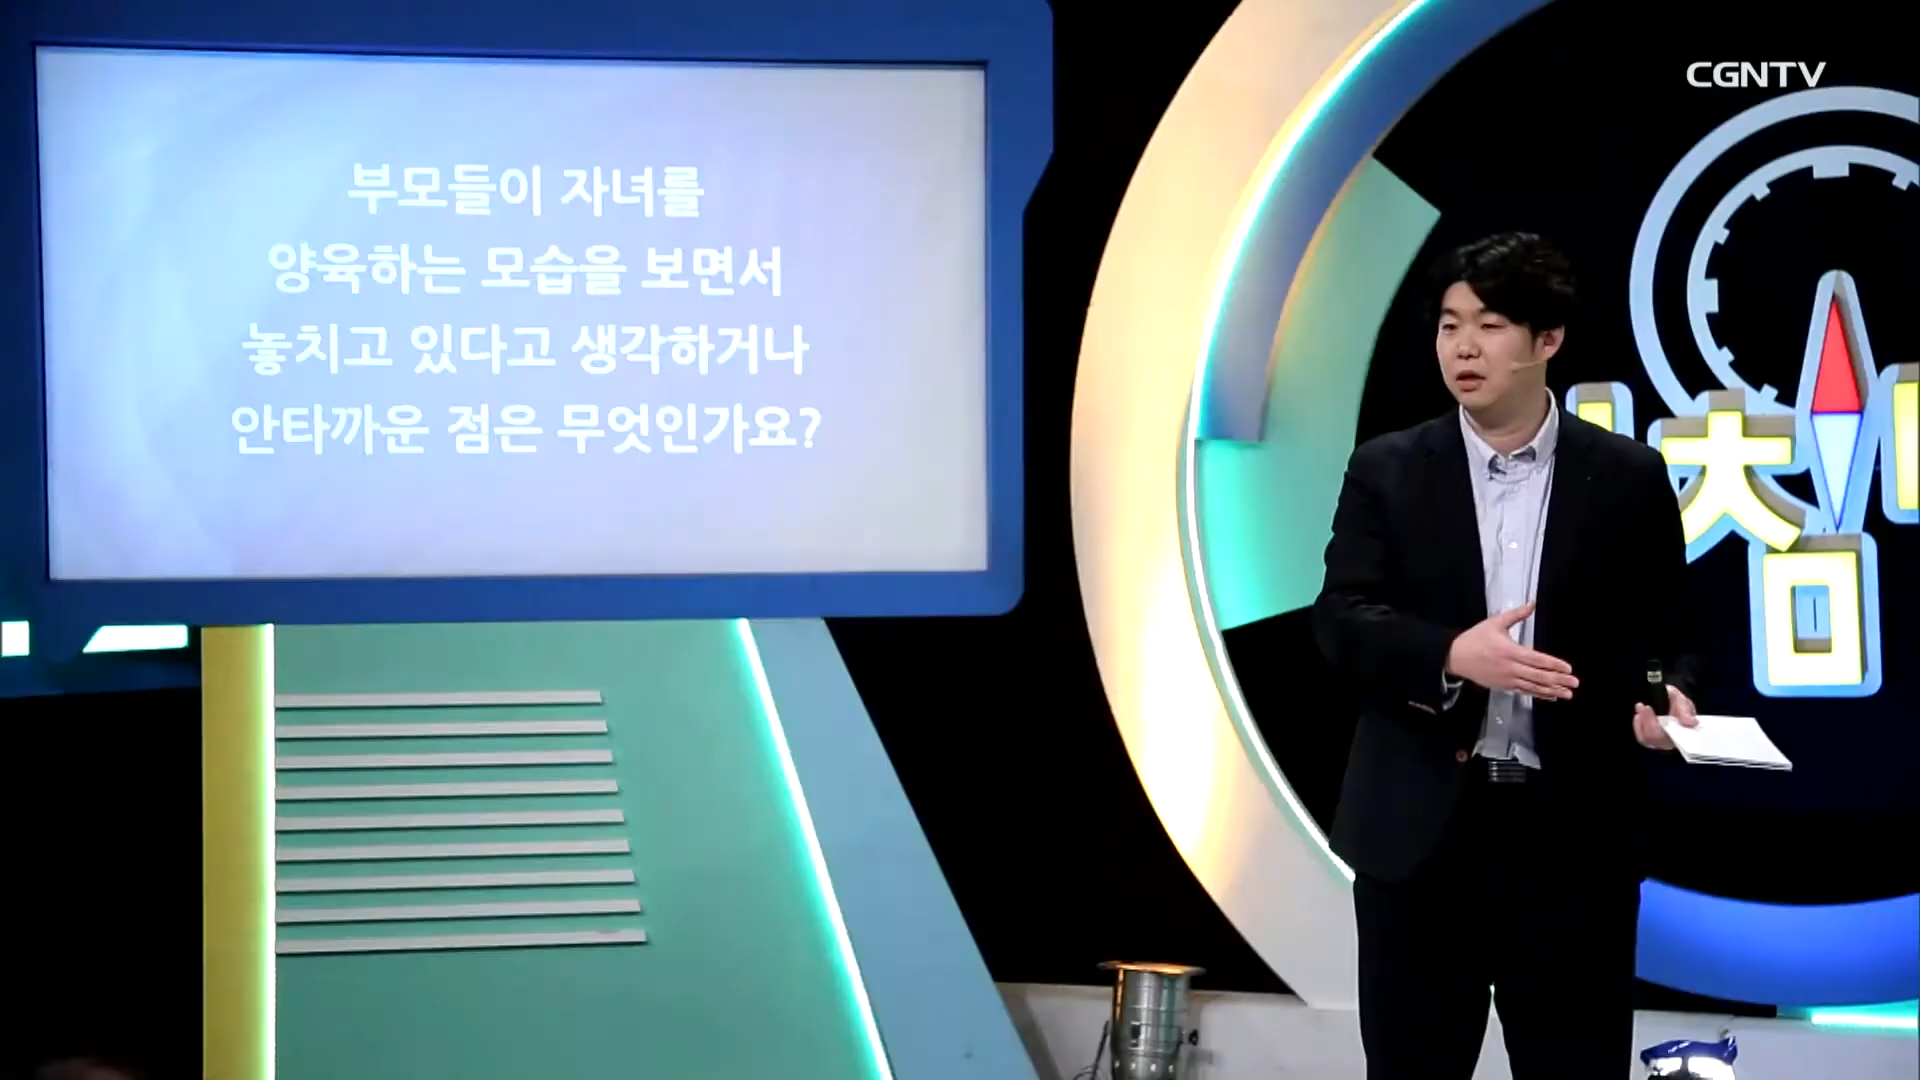 부모들이 자녀를
양육하는 모습을 보면서
놓치고 있다고 생각하거나
안타까운 점은 무엇인가요?
CGNTV
침